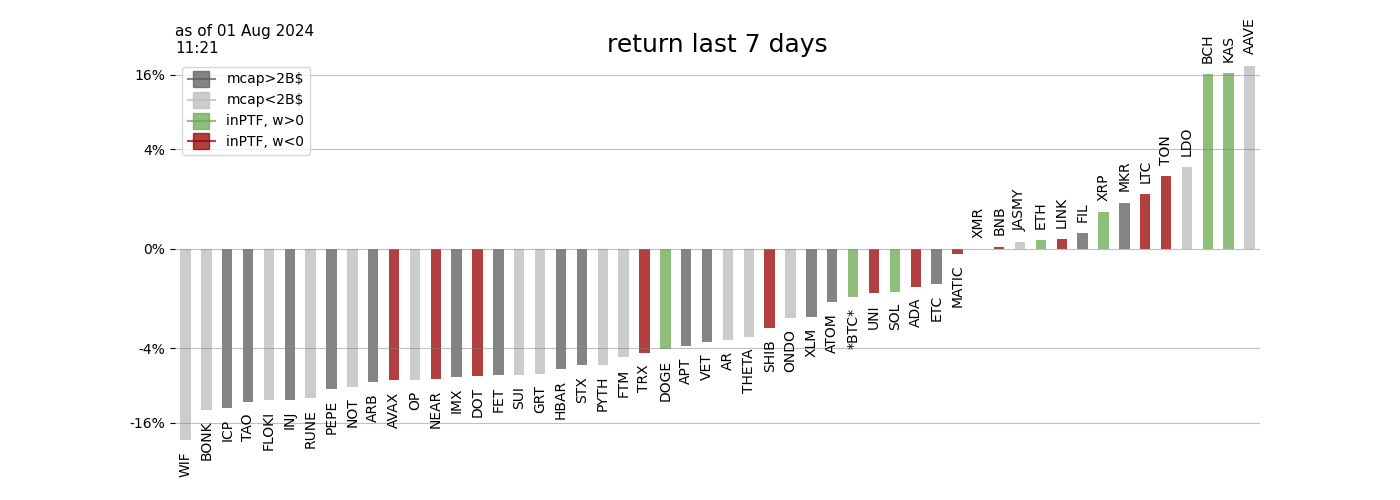 as of 01 Aug 2024
11:21
return last 7 days
mcap>2B$
mcap<2B$
inPTF, w>0
inPTF, w<0
16%
4%
0%
-4%
-16%
WIF
BONK
ICP
TAO
FLOKI
INJ
RUNE
PEPE
NOT
ARB
AVAX
OP
NEAR
IMX
DOT
FET
SUI
GRT
HBAR
STX
PYTH
FTM
TRX
DOGE
APT
VET
AR
THETA
SHIB
ONDO
XLM
ATOM
*BTC*
UNI
SOL
ADA
ETC
MATIC
XMR
BNB
JASMY
ETH
LINK
FIL
XRP
MKR
LTC
TON
LDO
BCH
KAS
AAVE